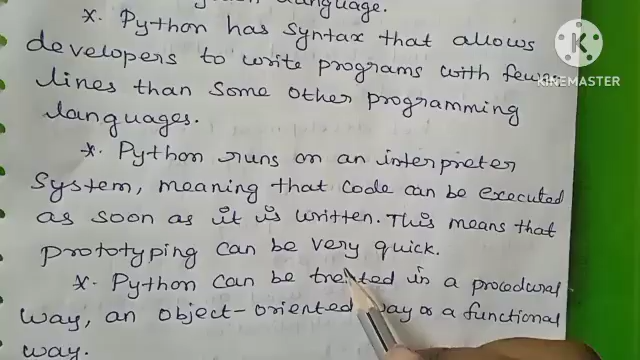 language.
*. Python has syntax that allows
developers to write programs with fewer
lines than some other programming
languages.
*. Python runs on an interpreter
system, meaning that code can be executed
as soon as it is written. This means that
prototyping can be very quick.
*. Python can be treated in a procedural
way, an object-oriented way or a functional
way.
KINEMASTER